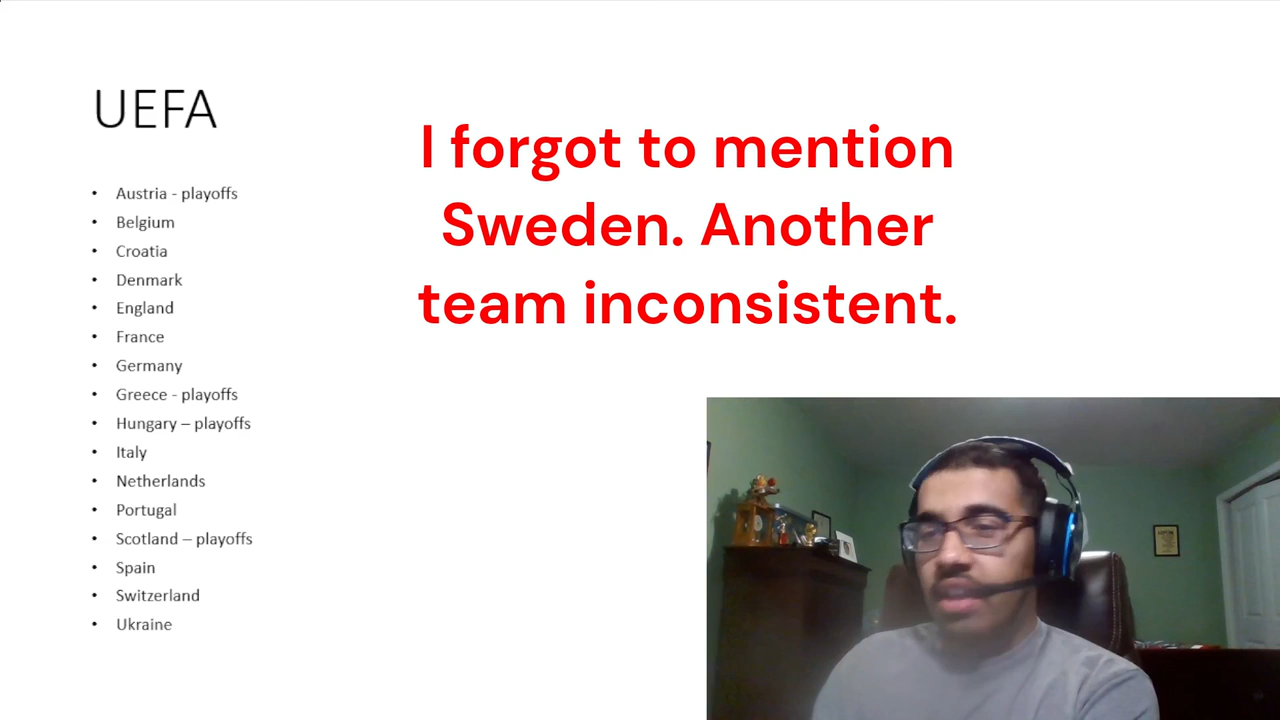 UEFA
• Austria - playoffs
• Belgium
• Croatia
• Denmark
• England
• France
• Germany
• Greece - playoffs
• Hungary – playoffs
• Italy
• Netherlands
• Portugal
• Scotland – playoffs
• Spain
• Switzerland
• Ukraine
I forgot to mention
Sweden. Another
team inconsistent.